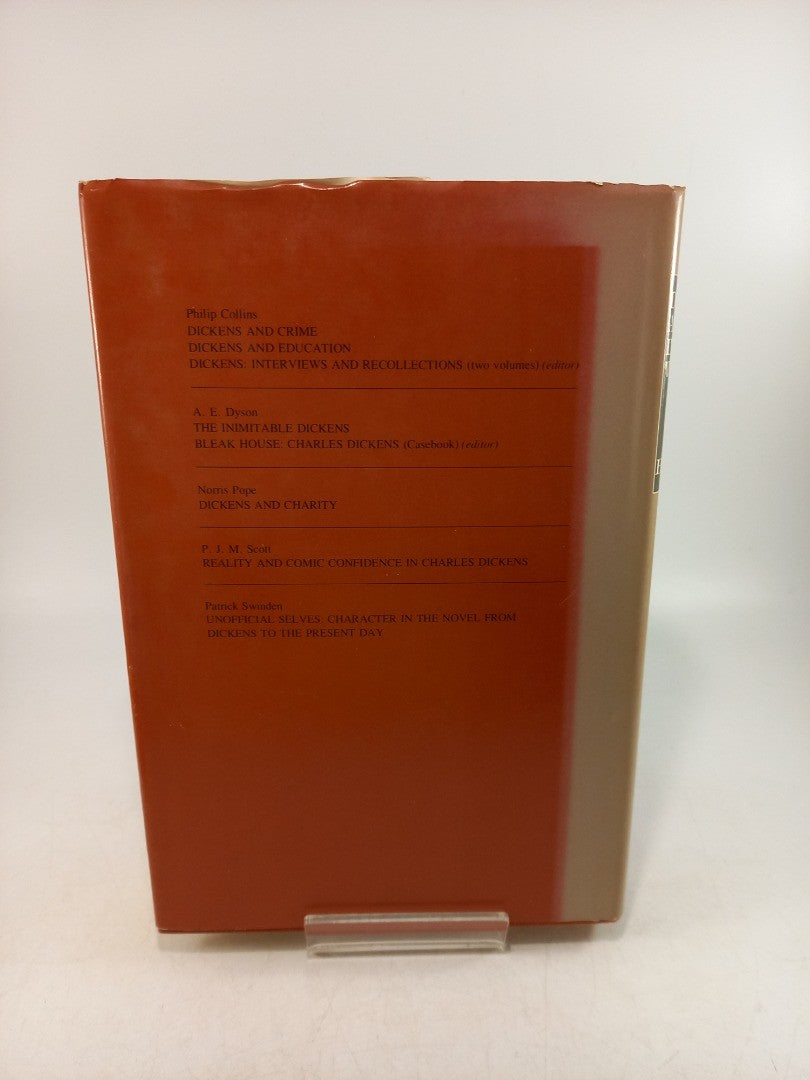 Philip Collins
DICKENS AND CRIME
DICKENS AND EDUCATION
DICKENS: INTERVIEWS AND RECOLLECTIONS (two volumes) (editor)
A. E. Dyson
THE INIMITABLE DICKENS
BLEAK HOUSE: CHARLES DICKENS (Casebook) (editor)
Norris Pope
DICKENS AND CHARITY
P. J. M. Scott
REALITY AND COMIC CONFIDENCE IN CHARLES DICKENS
Patrick Swinden
UNOFFICIAL SELVES: CHARACTER IN THE NOVEL FROM
DICKENS TO THE PRESENT DAY